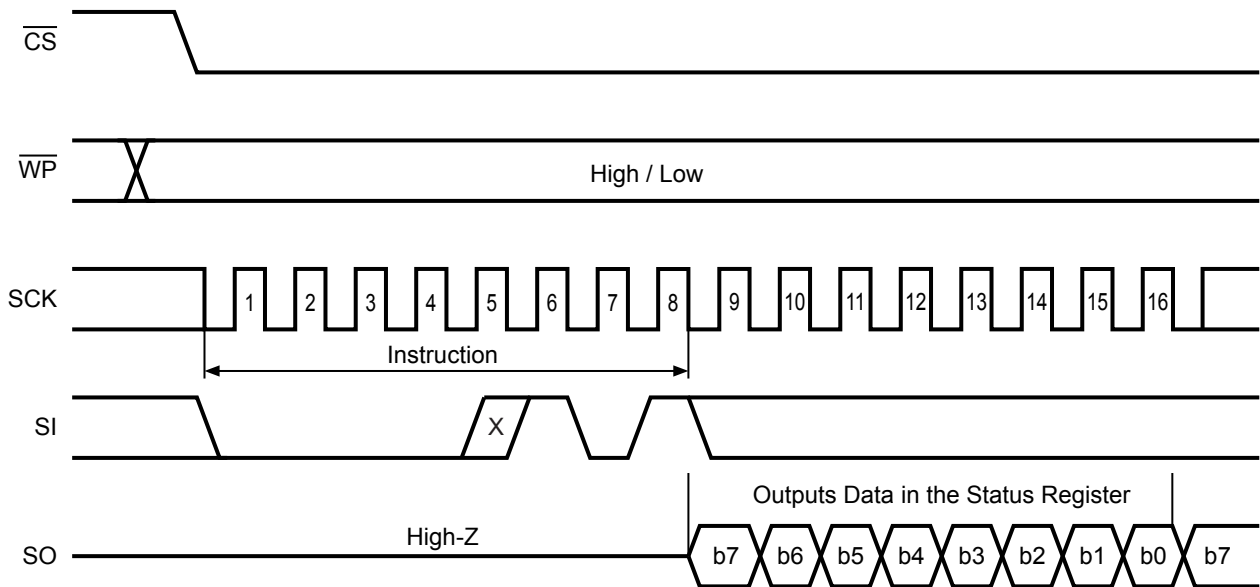 CS
WP
High / Low
SCK
1 2 3 4 5 6 7 8 9 10 11 12 13 14 15 16
Instruction
SI
X
Outputs Data in the Status Register
SO
High-Z
b7 b6 b5 b4 b3 b2 b1 b0 b7